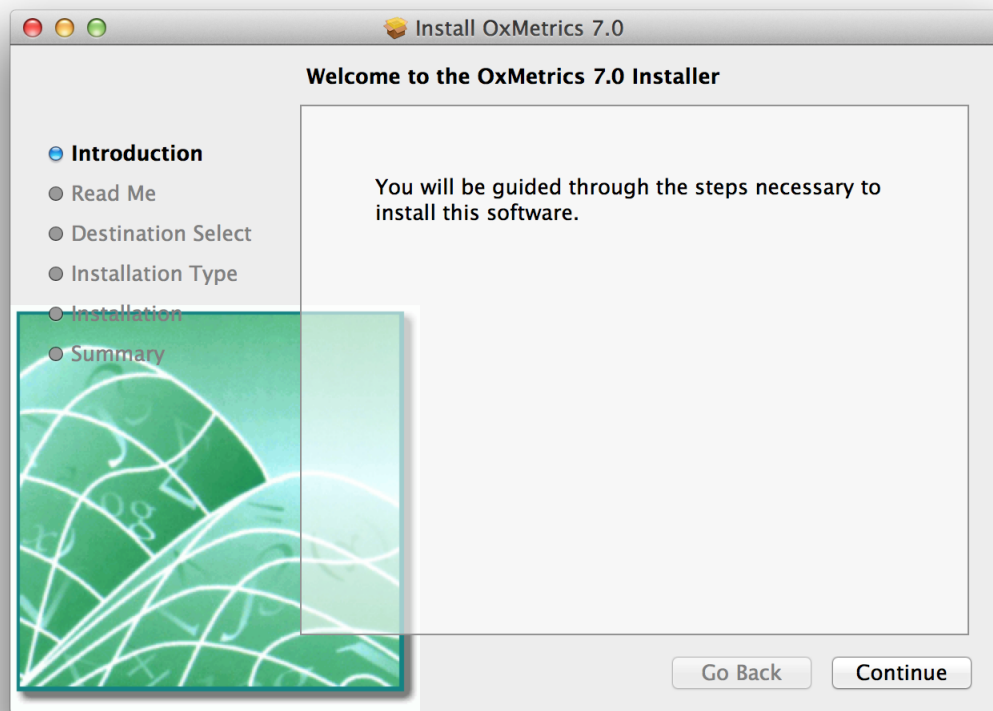 Install OxMetrics 7.0
Welcome to the OxMetrics 7.0 Installer
Introduction
Read Me
Destination Select
Installation Type
Installation
Summary
You will be guided through the steps necessary to
install this software.
Go Back
Continue